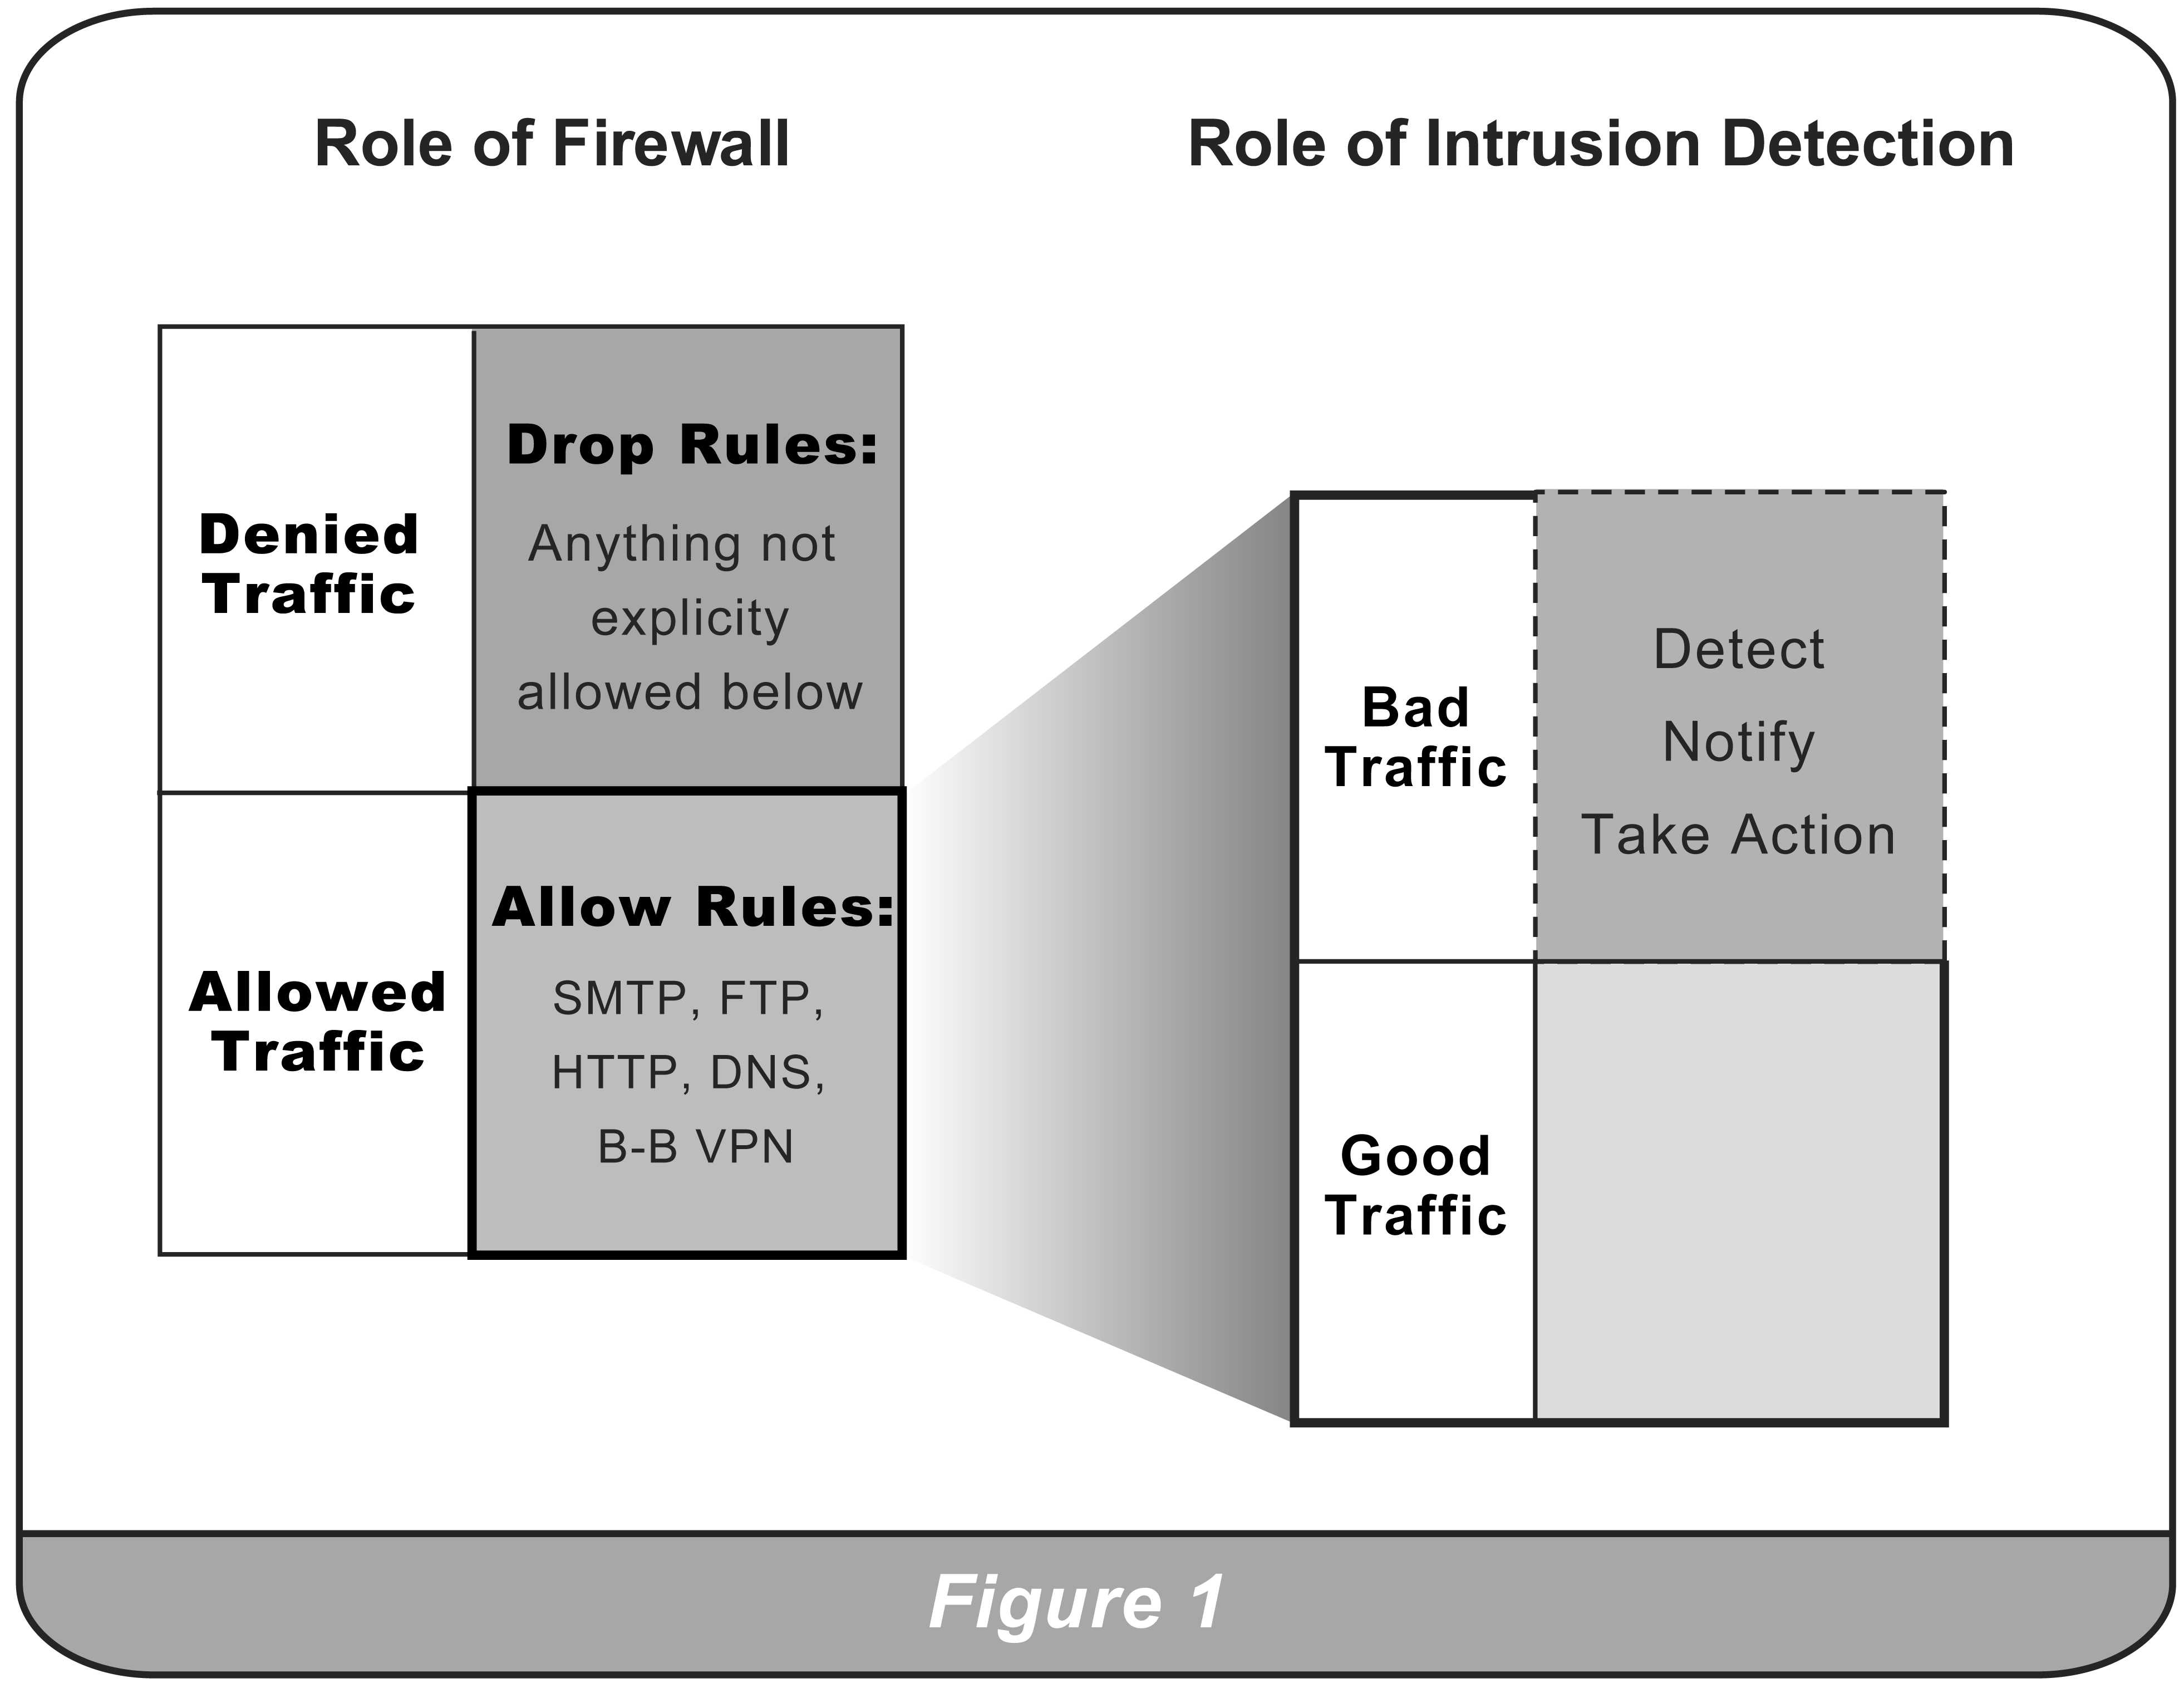 Role of Firewall
Role of Intrusion Detection
Denied
Traffic
Drop Rules:
Anything not
explicity
allowed below
Allowed
Traffic
Allow Rules:
SMTP, FTP,
HTTP, DNS,
B-B VPN
Bad
Traffic
Detect
Notify
Take Action
Good
Traffic
Figure 1